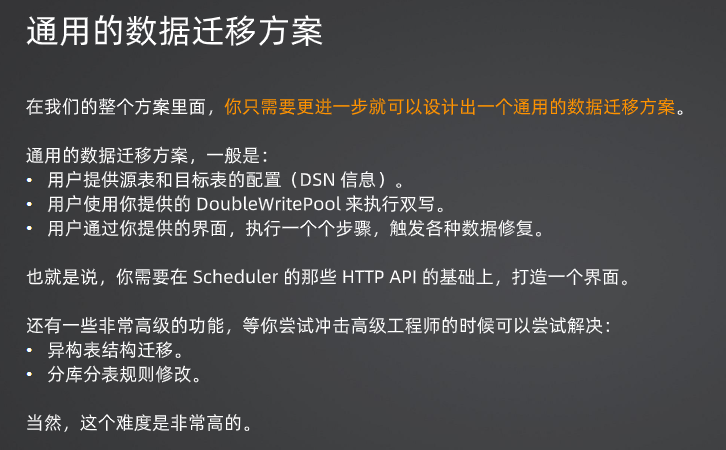 通用的数据迁移方案
在我们的整个方案里面，你只需要更进一步就可以设计出一个通用的数据迁移方案。
通用的数据迁移方案，一般是：
• 用户提供源表和目标表的配置（DSN 信息）。
• 用户使用你提供的 DoubleWritePool 来执行双写。
• 用户通过你提供的界面，执行一个个步骤，触发各种数据修复。
也就是说，你需要在 Scheduler 的那些 HTTP API 的基础上，打造一个界面。
还有一些非常高级的功能，等你尝试冲击高级工程师的时候可以尝试解决：
• 异构表结构迁移。
• 分库分表规则修改。
当然，这个难度是非常高的。